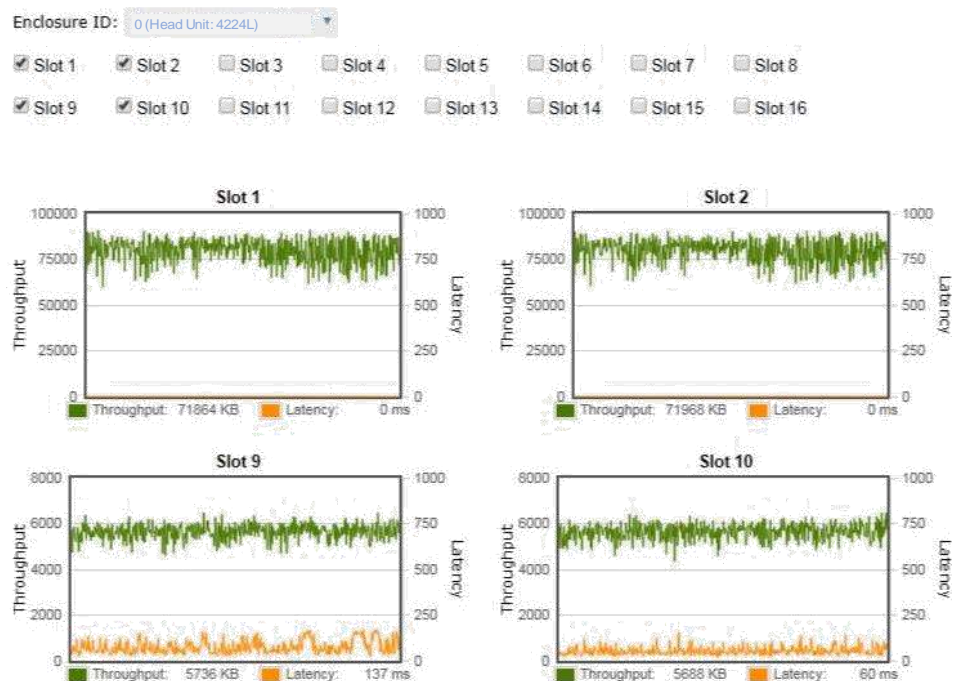 Enclosure ID: 0 (Head Unit: 4224L)
Slot 1 Slot 2 Slot 3 Slot 4 Slot 5 Slot 6 Slot 7 Slot 8
Slot 9 Slot 10 Slot 11 Slot 12 Slot 13 Slot 14 Slot 15 Slot 16
Slot 1
100000
75000
50000
25000
0
Throughput
1000
750
500
250
0
Latency
Throughput: 71864 KB Latency: 0 ms
Slot 2
100000
75000
50000
25000
0
Throughput
1000
750
500
250
0
Latency
Throughput: 71968 KB Latency: 0 ms
Slot 9
8000
6000
4000
2000
0
Throughput
1000
750
500
250
0
Latency
Throughput: 5736 KB Latency: 137 ms
Slot 10
8000
6000
4000
2000
0
Throughput
1000
750
500
250
0
Latency
Throughput: 5688 KB Latency: 60 ms